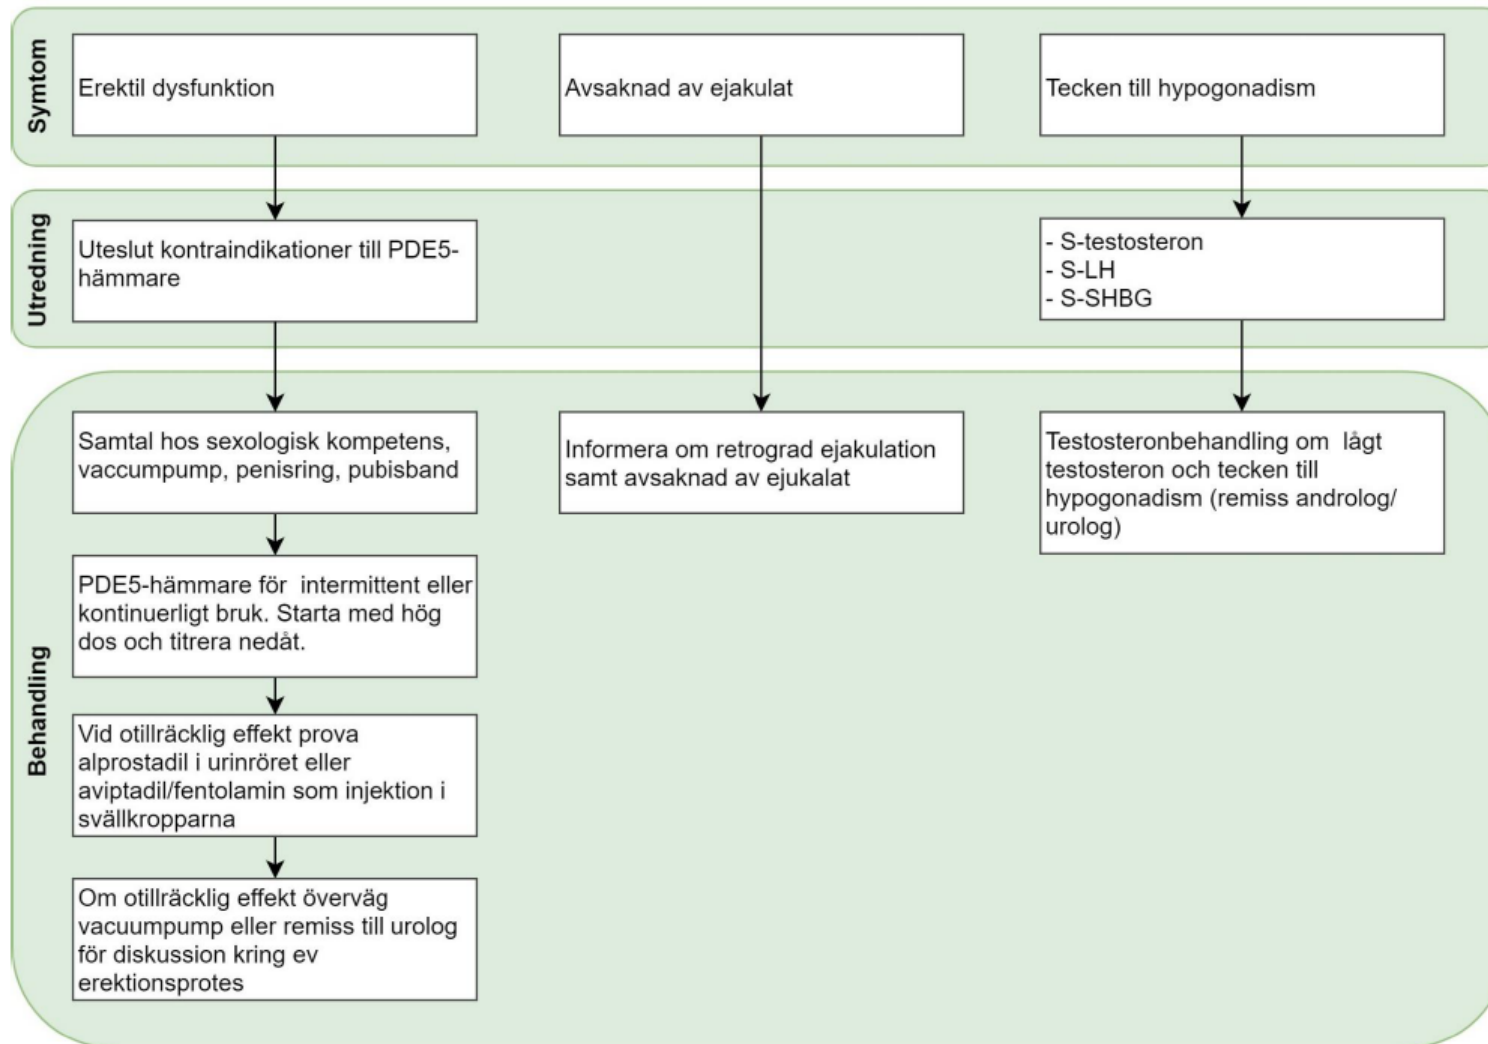 Symtom
Erektil dysfunktion
Avsaknad av ejakulat
Tecken till hypogonadism
Utredning
Uteslut kontraindikationer till PDE5-
hämmare
- S-testosteron
- S-LH
- S-SHBG
Behandling
Samtal hos sexologisk kompetens,
vaccumpump, penisring, pubisband
Informera om retrograd ejakulation
samt avsaknad av ejukalat
Testosteronbehandling om lågt
testosteron och tecken till
hypogonadism (remiss androlog/
urolog)
PDE5-hämmare för intermittent eller
kontinuerligt bruk. Starta med hög
dos och titrera nedåt.
Vid otillräcklig effekt prova
alprostadil i urinröret eller
aviptadil/fentolamin som injektion i
svällkropparna
Om otillräcklig effekt överväg
vacuumpump eller remiss till urolog
för diskussion kring ev
erektionsprotes